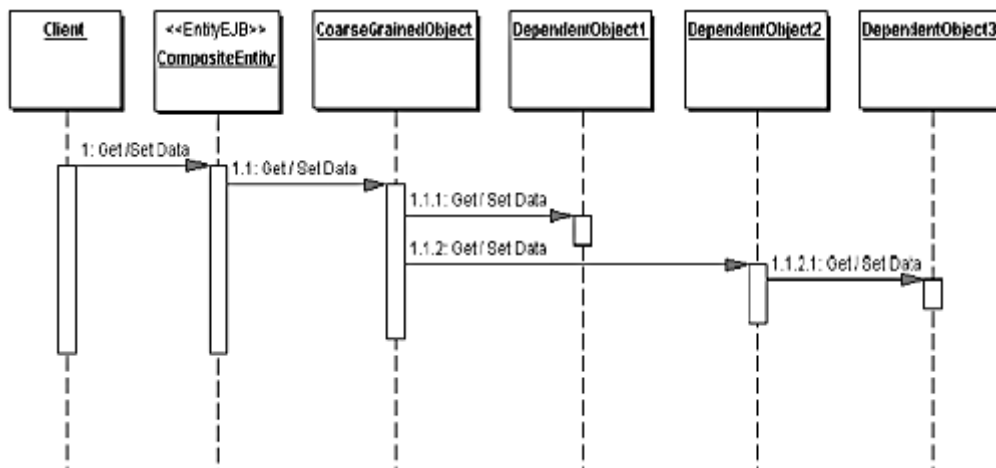 Client
<<EntityEJB>>
CompositeEntity
CoarseGrainedObject
DependentObject1
DependentObject2
DependentObject3
1: Get /Set Data
1.1: Get / Set Data
1.1.1: Get / Set Data
1.1.2: Get / Set Data
1.1.2.1: Get / Set Data